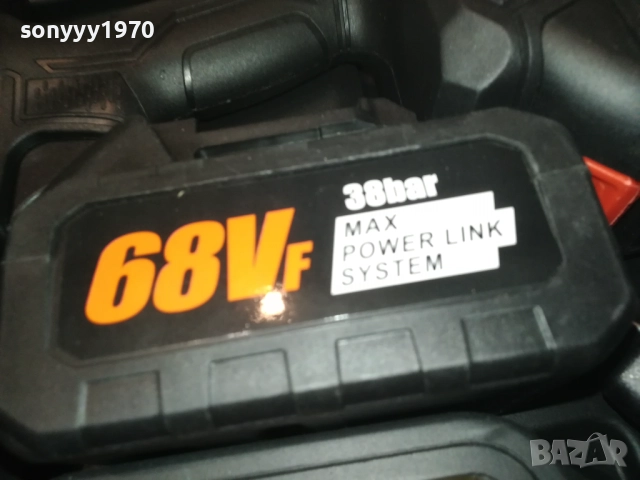 sonyyy1970
38bar
68VF
MAX
POWER LINK
SYSTEM
BAZAR